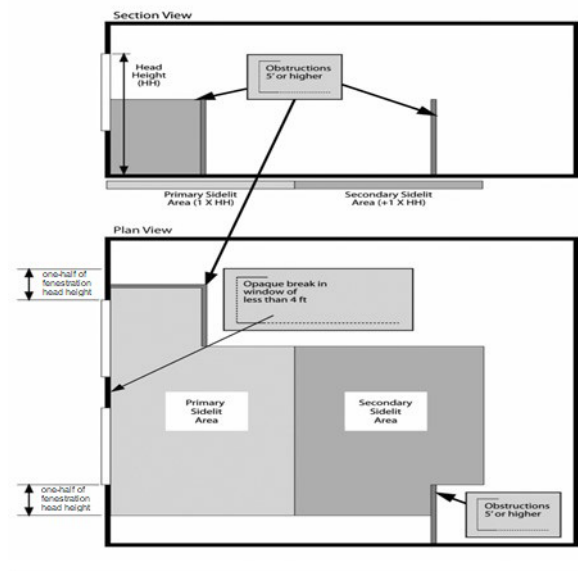 Section View
Head
Height
(HH)
Obstructions
5' or higher
Primary Sidelit
Area (1 X HH)
Secondary Sidelit
Area (+1 X HH)
Plan View
one-half of
fenestration
head height
Opaque break in
window of
less than 4 ft
Primary
Sidelit
Area
Secondary
Sidelit
Area
one-half of
fenestration
head height
Obstructions
5' or higher